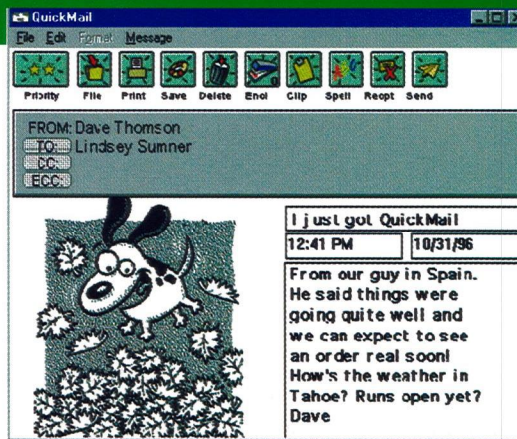 QuickMail
File Edit Format Message
Priority File Print Save Delete Encl Clip Spell Recpt Send
FROM: Dave Thomson
TO: Lindsey Sumner
CC:
BCC:
I just got QuickMail
12:41 PM 10/31/96
From our guy in Spain.
He said things were
going quite well and
we can expect to see
an order real soon!
How's the weather in
Tahoe? Runs open yet?
Dave